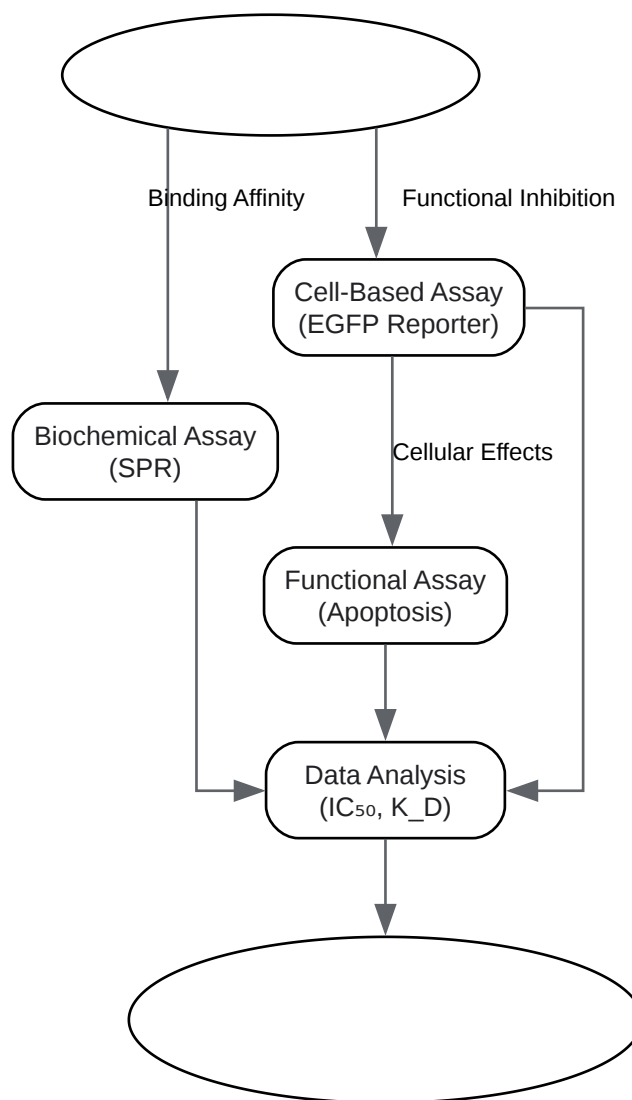 Binding Affinity
Functional Inhibition
Cell-Based Assay
(EGFP Reporter)
Biochemical Assay
(SPR)
Cellular Effects
Functional Assay
(Apoptosis)
Data Analysis
(IC₅₀, K_D)